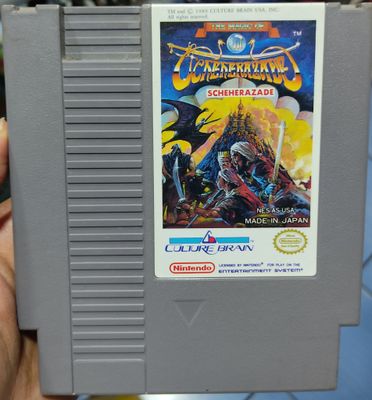 TM and © 1989 CULTURE BRAIN USA, INC.
All rights reserved.
THE MAGIC OF
SCHEHERAZADE
TM
SCHEHERAZADE
NES-AS-USA
MADE IN JAPAN
CULTURE BRAIN
Nintendo
LICENSED BY NINTENDO® FOR PLAY ON THE
ENTERTAINMENT SYSTEM®